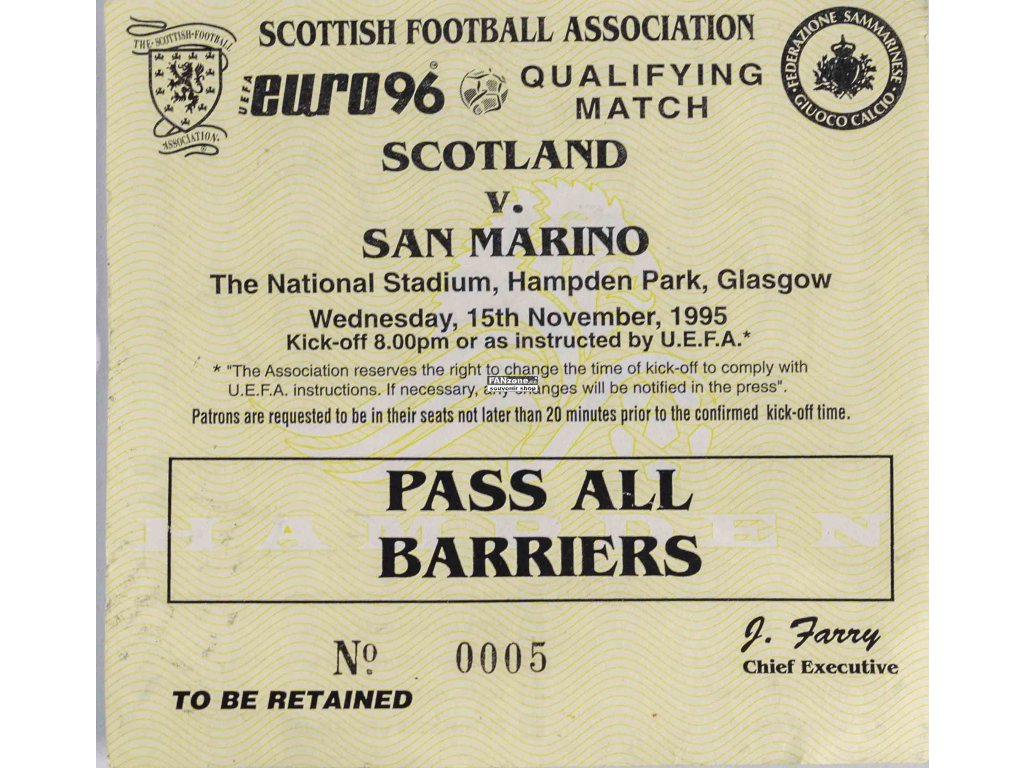 SCOTTISH FOOTBALL ASSOCIATION
THE · SCOTTISH · FOOTBALL
ASSOCIATION
UEFA euro96
QUALIFYING
MATCH
FEDERAZIONE SAMMARINESE
GIUOCO CALCIO
SCOTLAND
v.
SAN MARINO
The National Stadium, Hampden Park, Glasgow
Wednesday, 15th November, 1995
Kick-off 8.00pm or as instructed by U.E.F.A.*
* "The Association reserves the right to change the time of kick-off to comply with
U.E.F.A. instructions. If necessary, any changes will be notified in the press".
FANzone.cz
souvenir shop
Patrons are requested to be in their seats not later than 20 minutes prior to the confirmed kick-off time.
PASS ALL
BARRIERS
HAMPDEN
J. Farry
Chief Executive
Nº 0005
TO BE RETAINED